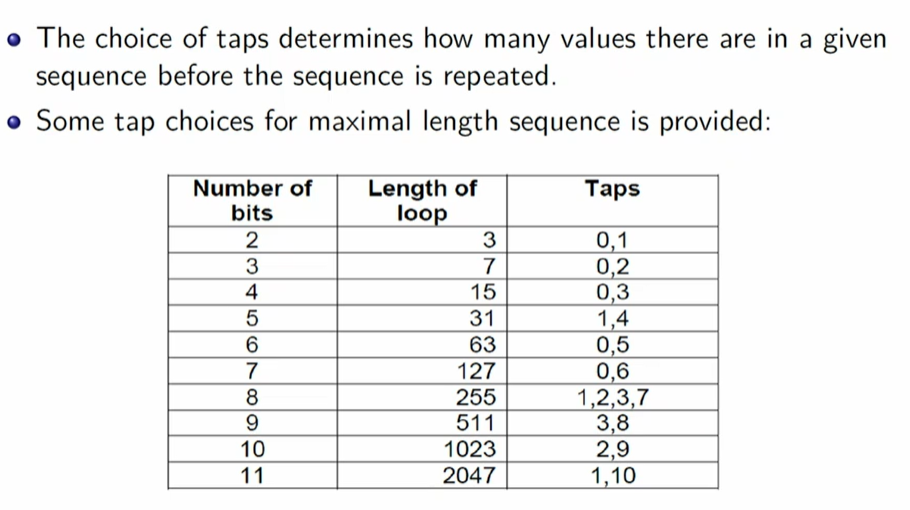 The choice of taps determines how many values there are in a given
sequence before the sequence is repeated.
Some tap choices for maximal length sequence is provided:
Number of bits Length of loop Taps
2 3 0,1
3 7 0,2
4 15 0,3
5 31 1,4
6 63 0,5
7 127 0,6
8 255 1,2,3,7
9 511 3,8
10 1023 2,9
11 2047 1,10